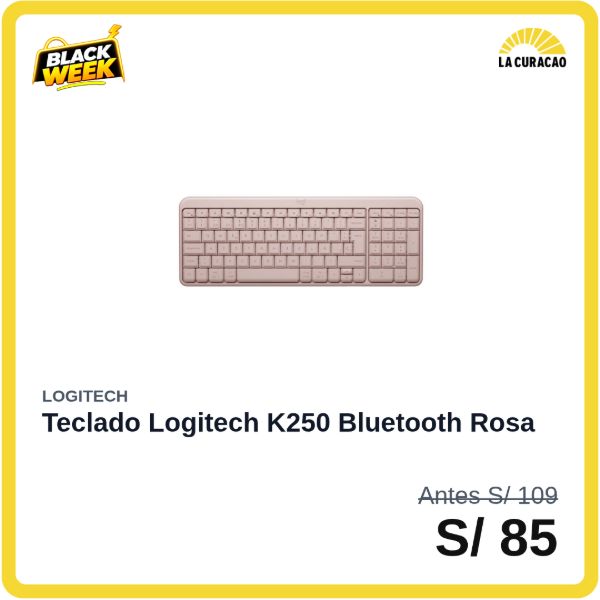 BLACK
WEEK
LA CURACAO
LOGITECH
Teclado Logitech K250 Bluetooth Rosa
Antes S/ 109
S/ 85